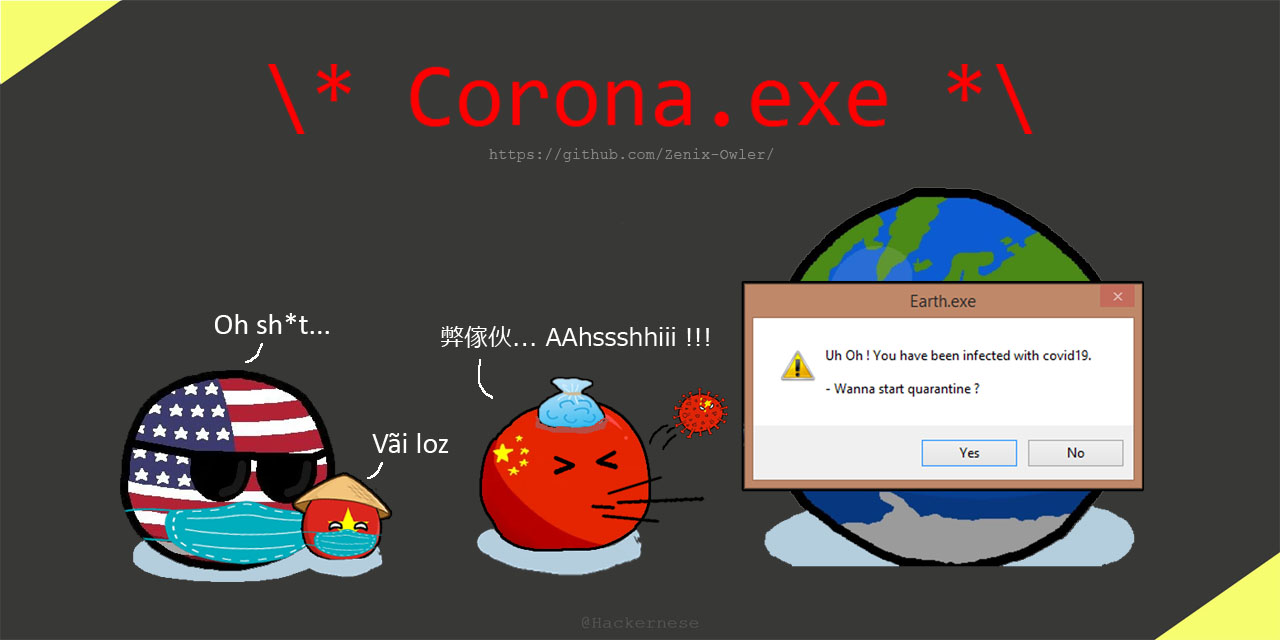 \* Corona.exe *\
https://github.com/Zenix-Owler/
Oh sh*t...
Vãi loz
弊傢伙... AAhssshhiii !!!
Earth.exe
Uh Oh ! You have been infected with covid19.
- Wanna start quarantine ?
Yes
No
@Hackernese